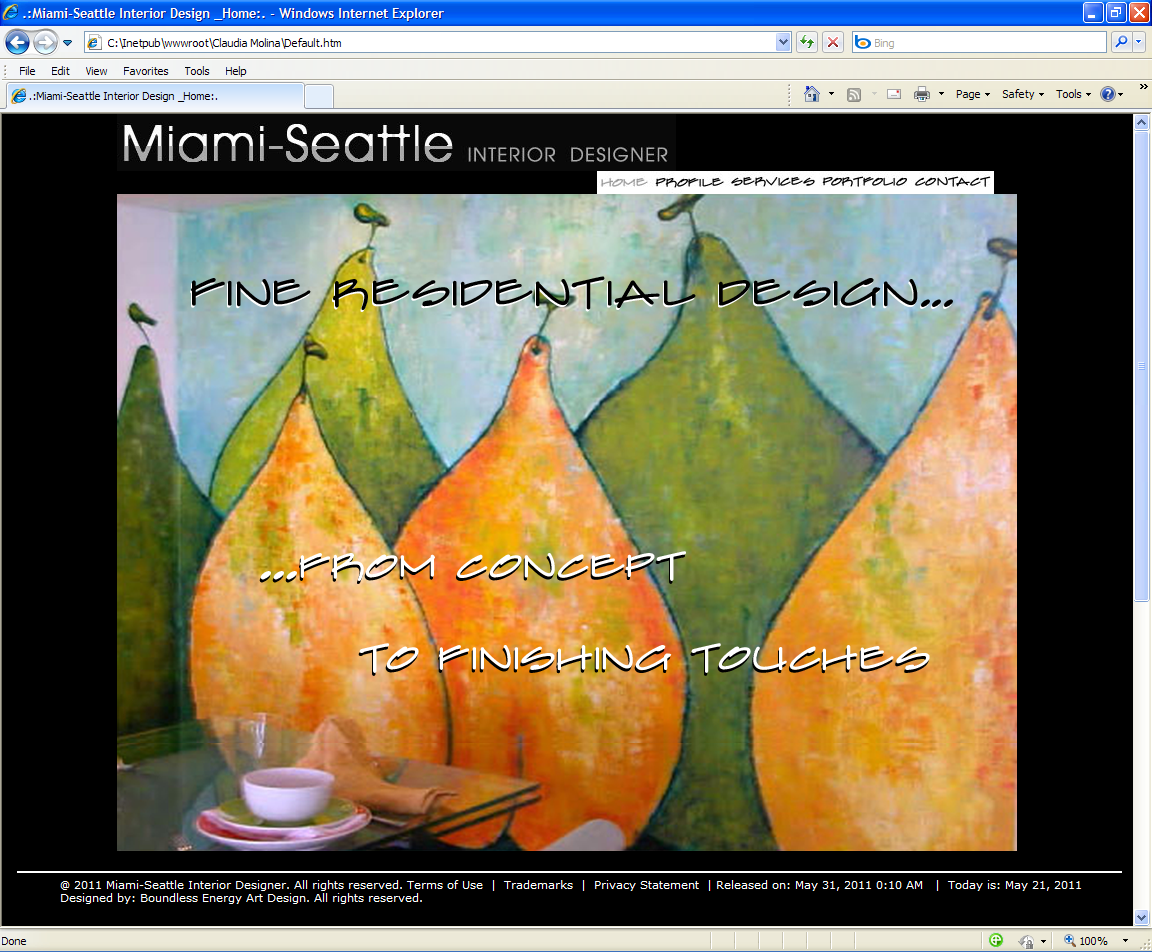 .:Miami-Seattle Interior Design _Home:. - Windows Internet Explorer
C:\Inetpub\wwwroot\Claudia Molina\Default.htm Bing
File Edit View Favorites Tools Help
.:Miami-Seattle Interior Design _Home:. Page Safety Tools »
Miami-Seattle INTERIOR DESIGNER
HOME PROFILE SERVICES PORTFOLIO CONTACT
FINE RESIDENTIAL DESIGN...
...FROM CONCEPT
TO FINISHING TOUCHES
@ 2011 Miami-Seattle Interior Designer. All rights reserved. Terms of Use | Trademarks | Privacy Statement | Released on: May 31, 2011 0:10 AM | Today is: May 21, 2011
Designed by: Boundless Energy Art Design. All rights reserved.
Done 100%